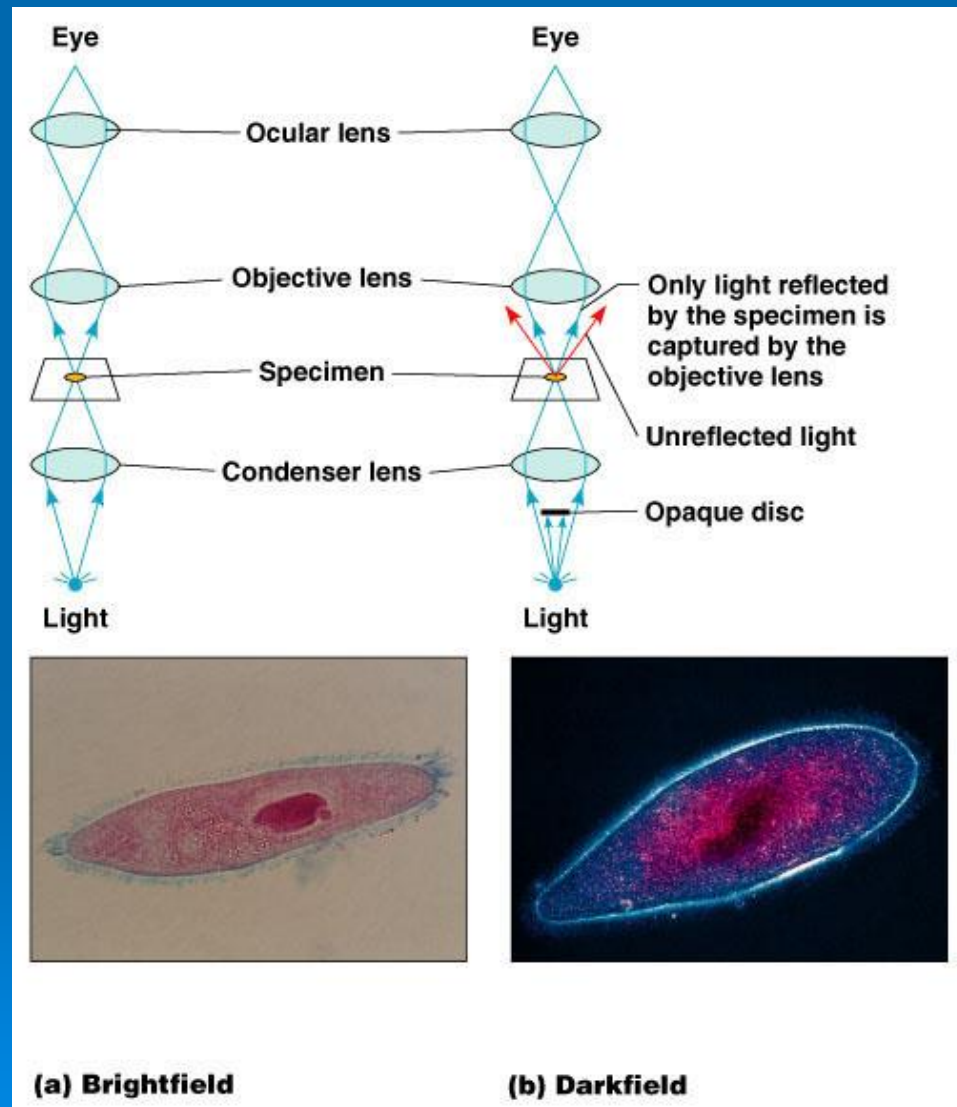 Eye
Eye
Ocular lens
Objective lens
Only light reflected
by the specimen is
captured by the
objective lens
Specimen
Unreflected light
Condenser lens
Opaque disc
Light
Light
(a) Brightfield
(b) Darkfield